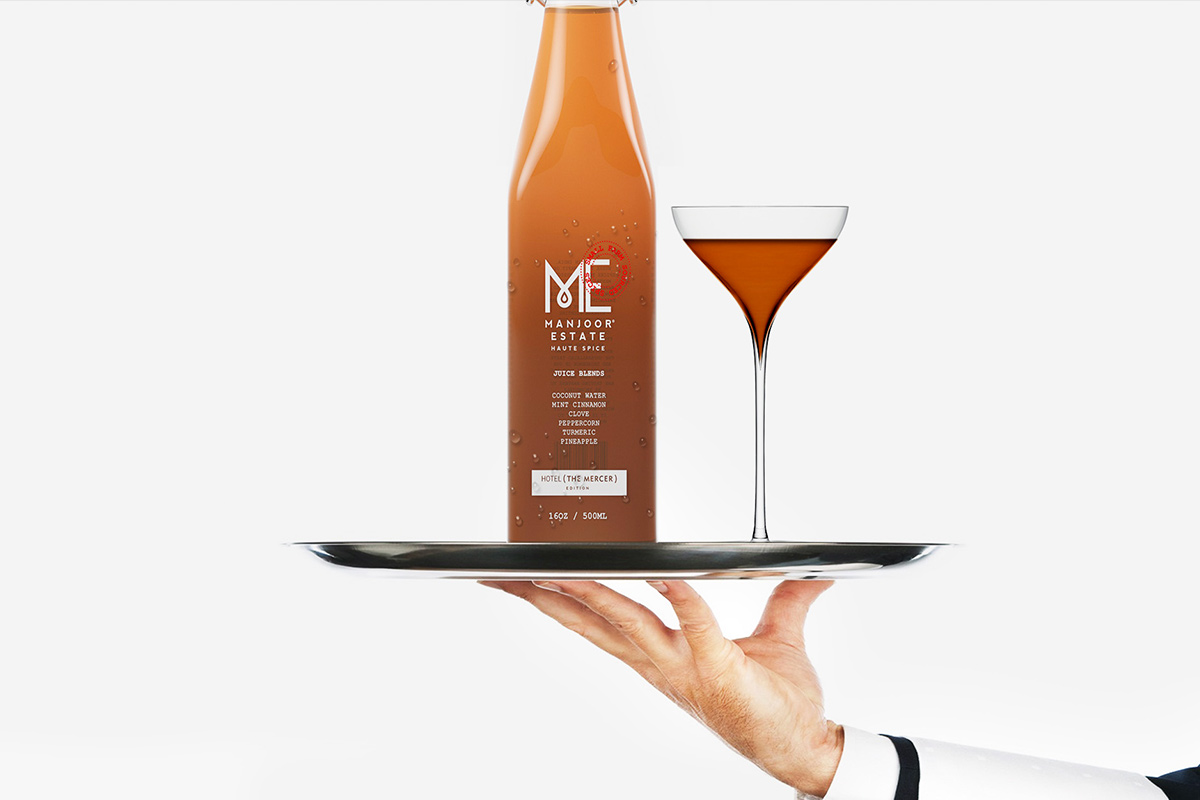 ME
MANJOOR®
ESTATE
HAUTE SPICE
JUICE BLENDS
COCONUT WATER
MINT CINNAMON
CLOVE
PEPPERCORN
TURMERIC
PINEAPPLE
HOTEL (THE MERCER)
EDITION
16OZ / 500ML